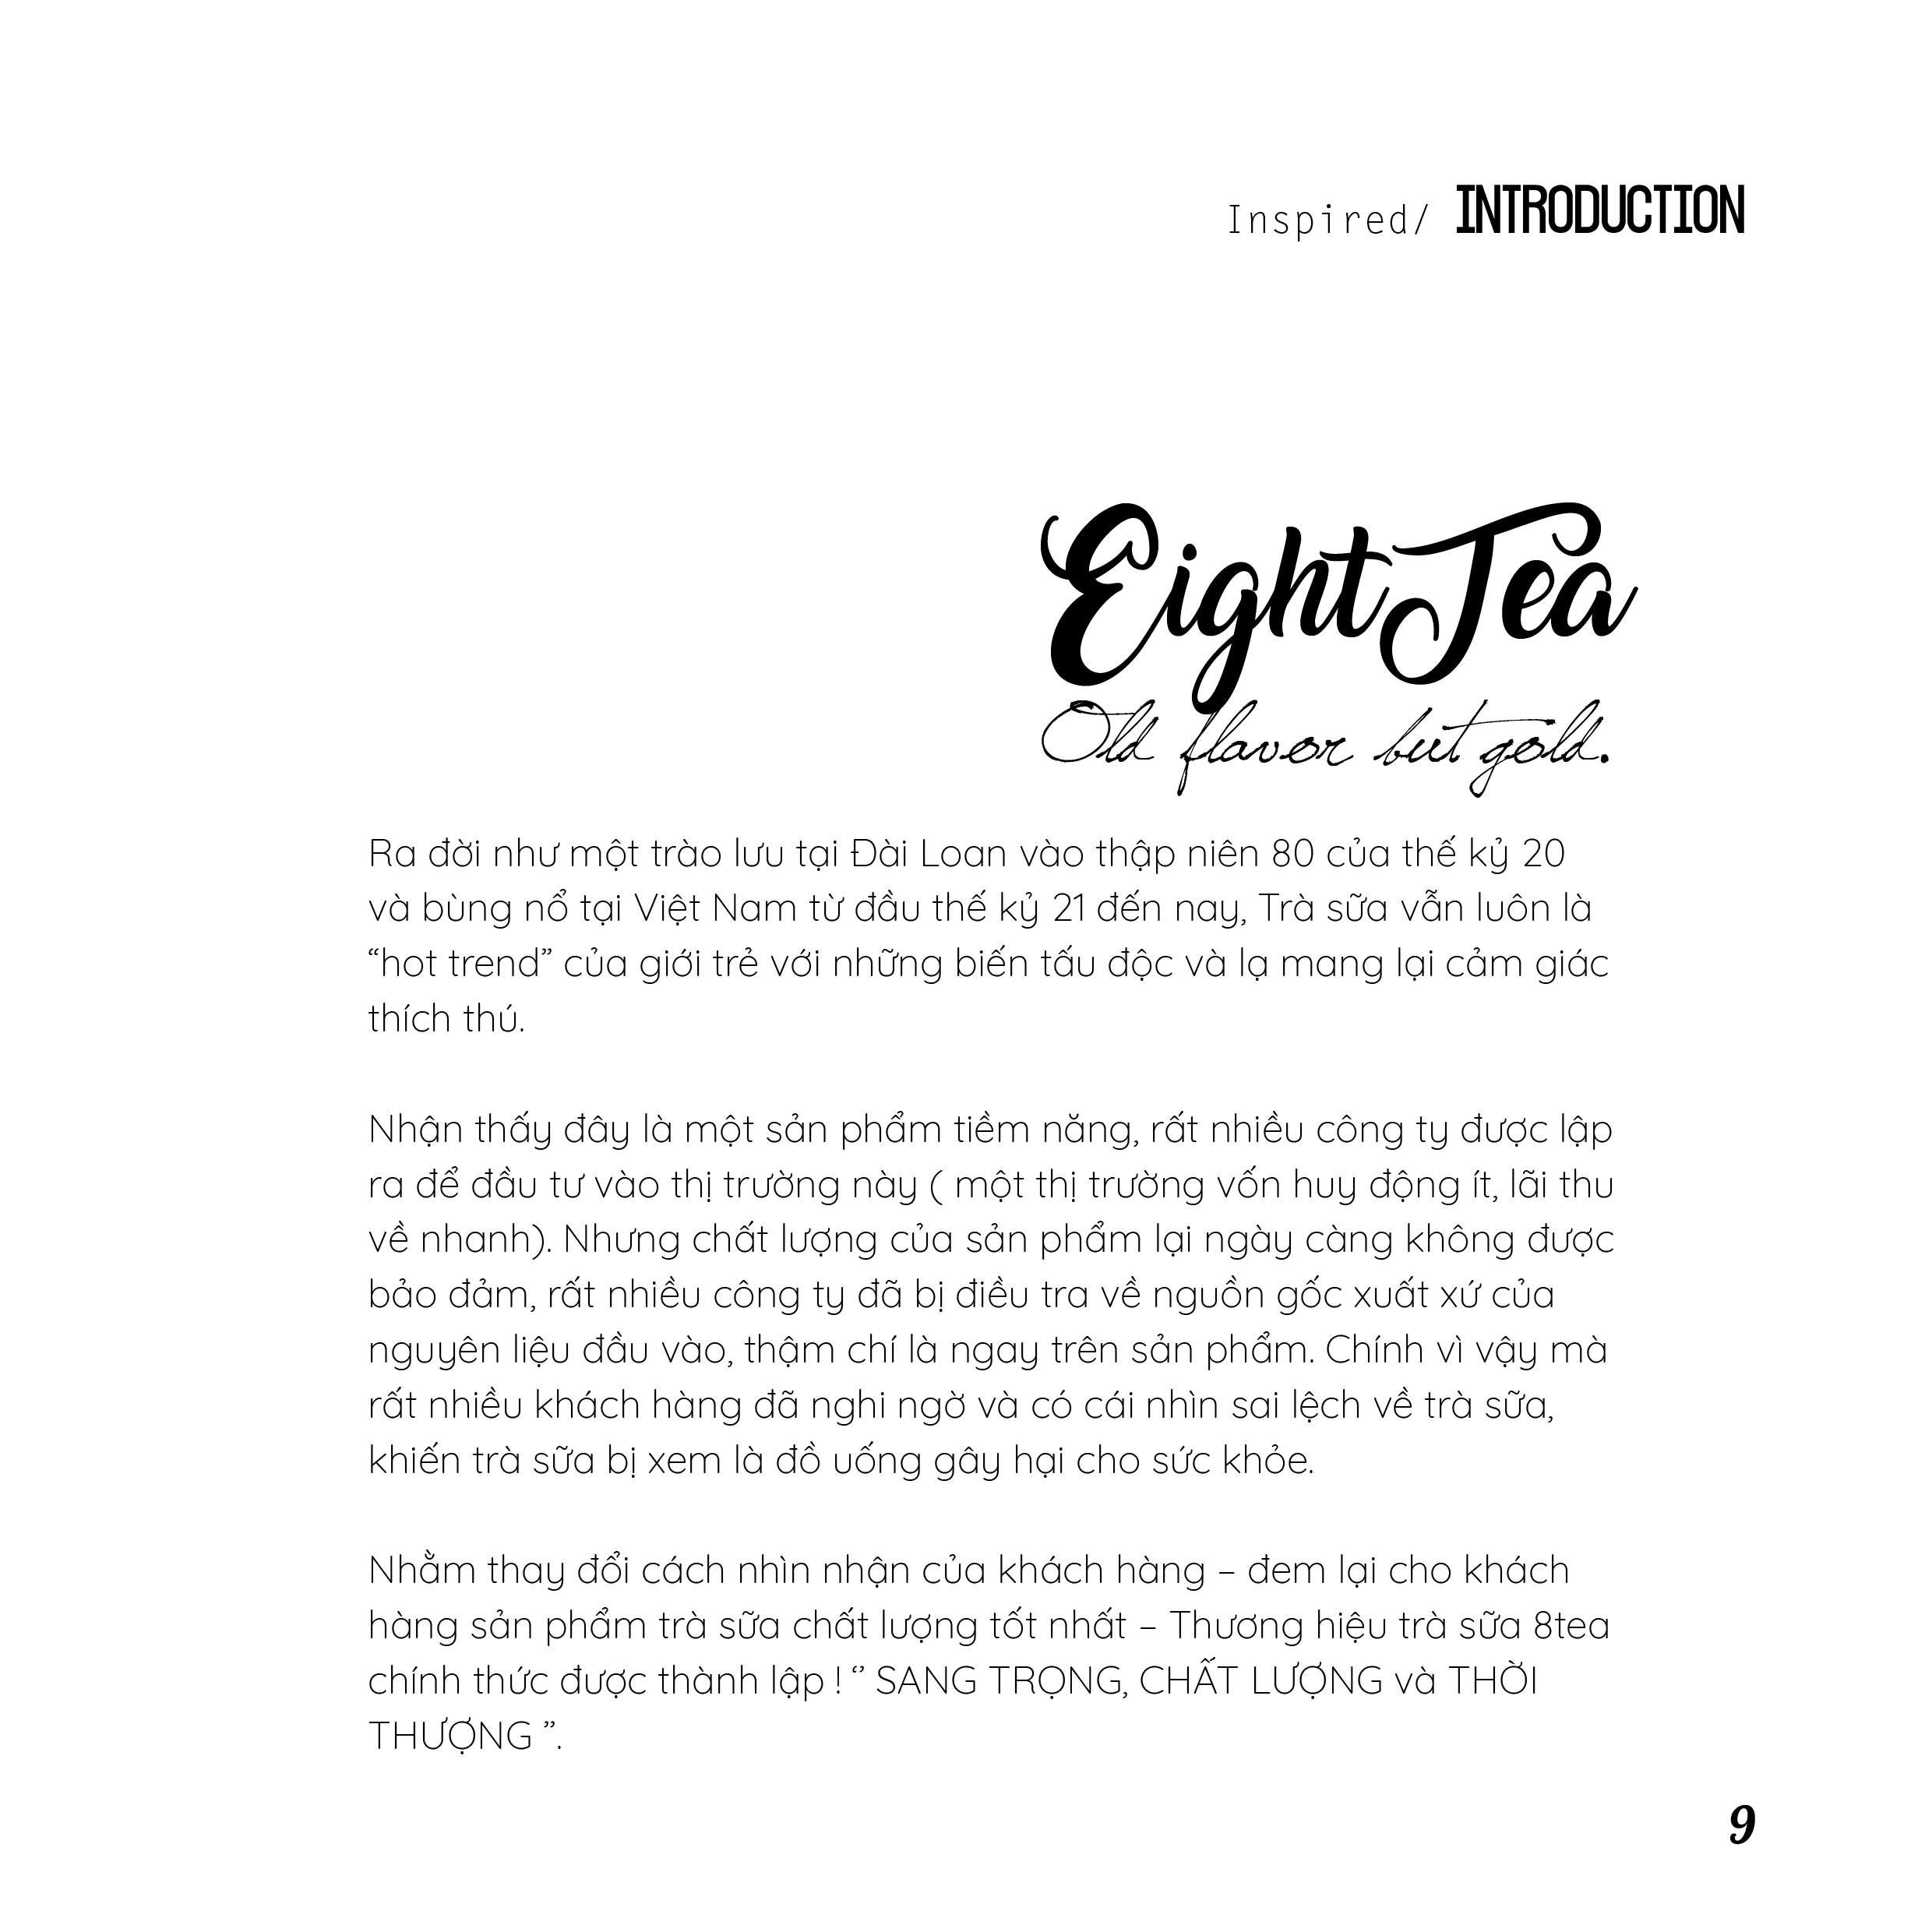 Inspired/ INTRODUCTION
Eight Tea
Old flavor but gold.
Ra đời như một trào lưu tại Đài Loan vào thập niên 80 của thế kỷ 20
và bùng nổ tại Việt Nam từ đầu thế kỷ 21 đến nay, Trà sữa vẫn luôn là
“hot trend” của giới trẻ với những biến tấu độc và lạ mang lại cảm giác
thích thú.
Nhận thấy đây là một sản phẩm tiềm năng, rất nhiều công ty được lập
ra để đầu tư vào thị trường này ( một thị trường vốn huy động ít, lãi thu
về nhanh). Nhưng chất lượng của sản phẩm lại ngày càng không được
bảo đảm, rất nhiều công ty đã bị điều tra về nguồn gốc xuất xứ của
nguyên liệu đầu vào, thậm chí là ngay trên sản phẩm. Chính vì vậy mà
rất nhiều khách hàng đã nghi ngờ và có cái nhìn sai lệch về trà sữa,
khiến trà sữa bị xem là đồ uống gây hại cho sức khỏe.
Nhằm thay đổi cách nhìn nhận của khách hàng – đem lại cho khách
hàng sản phẩm trà sữa chất lượng tốt nhất – Thương hiệu trà sữa 8tea
chính thức được thành lập ! ‘’ SANG TRỌNG, CHẤT LƯỢNG và THỜI
THƯỢNG ”.
9